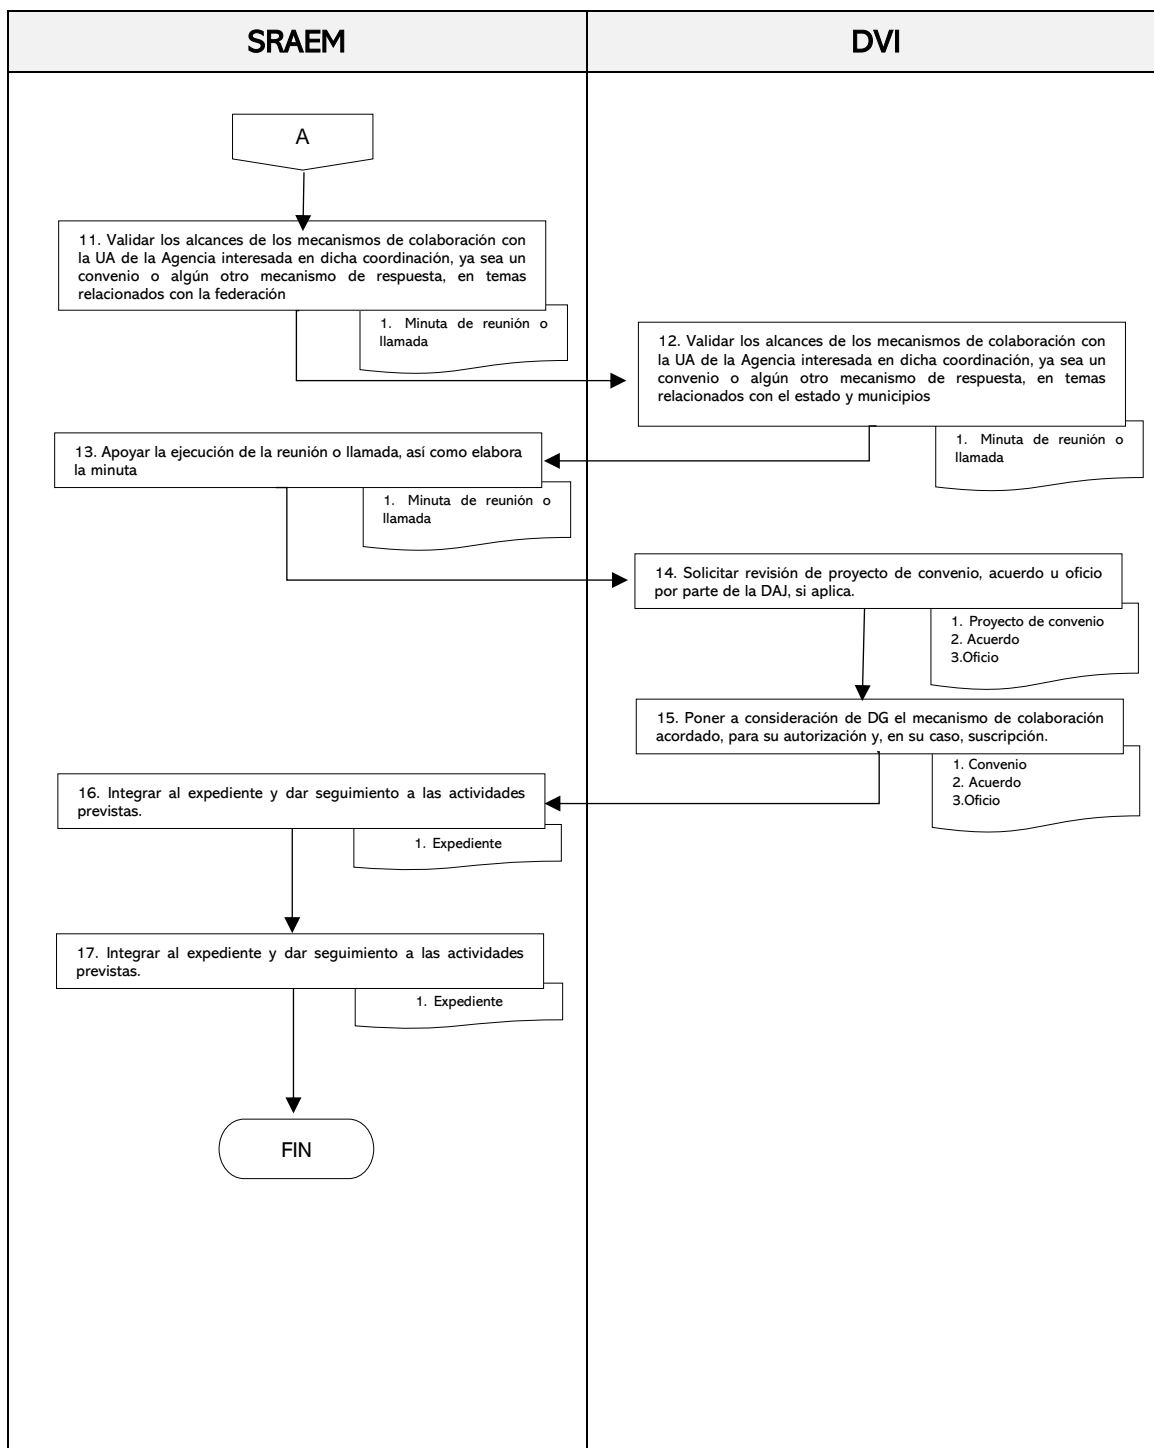 SRAEM
DVI
A
11. Validar los alcances de los mecanismos de colaboración con
la UA de la Agencia interesada en dicha coordinación, ya sea un
convenio o algún otro mecanismo de respuesta, en temas
relacionados con la federación
1. Minuta de reunión o
llamada
12. Validar los alcances de los mecanismos de colaboración con
la UA de la Agencia interesada en dicha coordinación, ya sea un
convenio o algún otro mecanismo de respuesta, en temas
relacionados con el estado y municipios
1. Minuta de reunión o
llamada
13. Apoyar la ejecución de la reunión o llamada, así como elabora
la minuta
1. Minuta de reunión o
llamada
14. Solicitar revisión de proyecto de convenio, acuerdo u oficio
por parte de la DAJ, si aplica.
1. Proyecto de convenio
2. Acuerdo
3.Oficio
15. Poner a consideración de DG el mecanismo de colaboración
acordado, para su autorización y, en su caso, suscripción.
1. Convenio
2. Acuerdo
3.Oficio
16. Integrar al expediente y dar seguimiento a las actividades
previstas.
1. Expediente
17. Integrar al expediente y dar seguimiento a las actividades
previstas.
1. Expediente
FIN